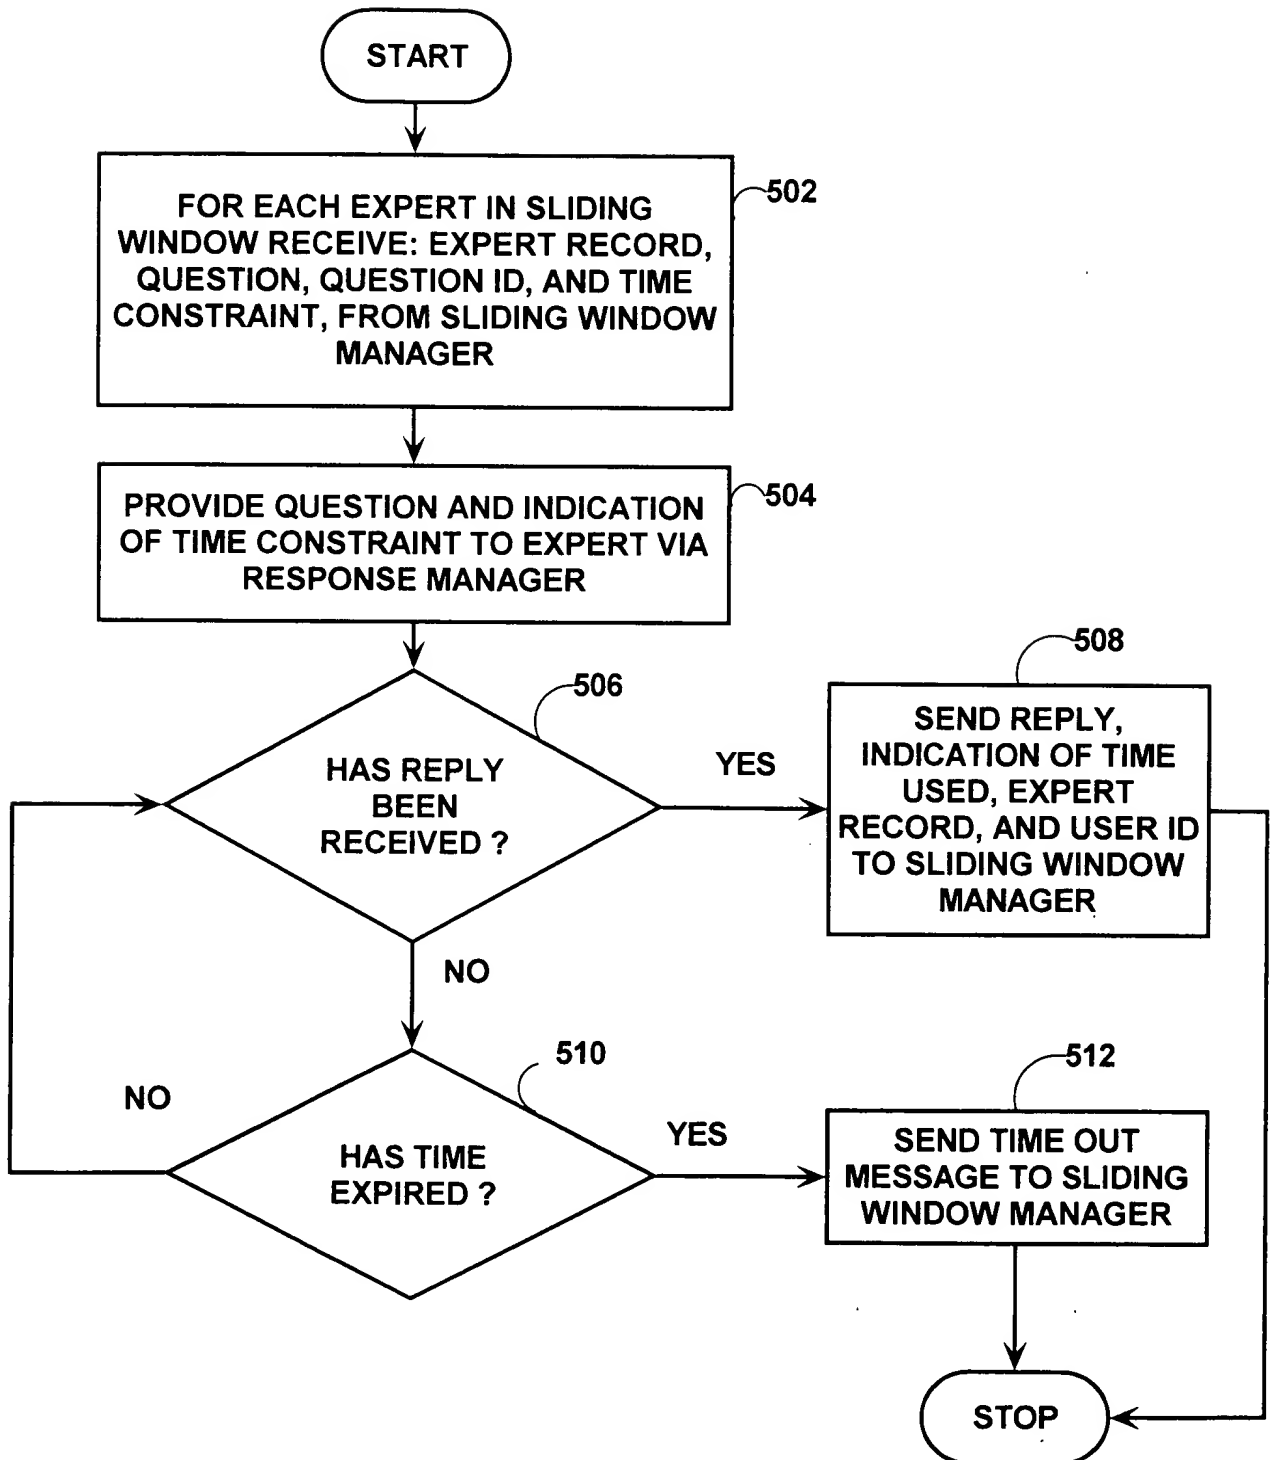 START
FOR EACH EXPERT IN SLIDING
WINDOW RECEIVE: EXPERT RECORD,
QUESTION, QUESTION ID, AND TIME
CONSTRAINT, FROM SLIDING WINDOW
MANAGER
502
PROVIDE QUESTION AND INDICATION
OF TIME CONSTRAINT TO EXPERT VIA
RESPONSE MANAGER
504
HAS REPLY
BEEN
RECEIVED ?
506
YES
SEND REPLY,
INDICATION OF TIME
USED, EXPERT
RECORD, AND USER ID
TO SLIDING WINDOW
MANAGER
508
NO
HAS TIME
EXPIRED ?
510
NO
YES
SEND TIME OUT
MESSAGE TO SLIDING
WINDOW MANAGER
512
STOP